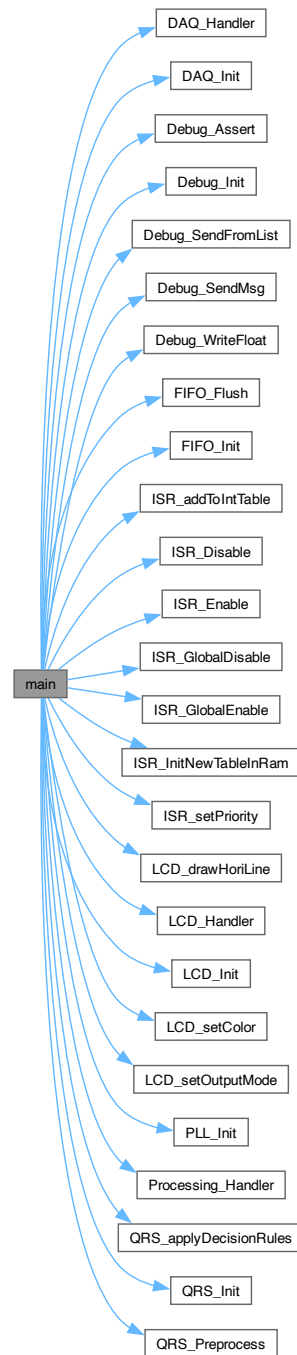 DAQ_Handler
DAQ_Init
Debug_Assert
Debug_Init
Debug_SendFromList
Debug_SendMsg
Debug_WriteFloat
FIFO_Flush
FIFO_Init
ISR_addToIntTable
ISR_Disable
ISR_Enable
main
ISR_GlobalDisable
ISR_GlobalEnable
ISR_InitNewTableInRam
ISR_setPriority
LCD_drawHoriLine
LCD_Handler
LCD_Init
LCD_setColor
LCD_setOutputMode
PLL_Init
Processing_Handler
QRS_applyDecisionRules
QRS_Init
QRS_Preprocess